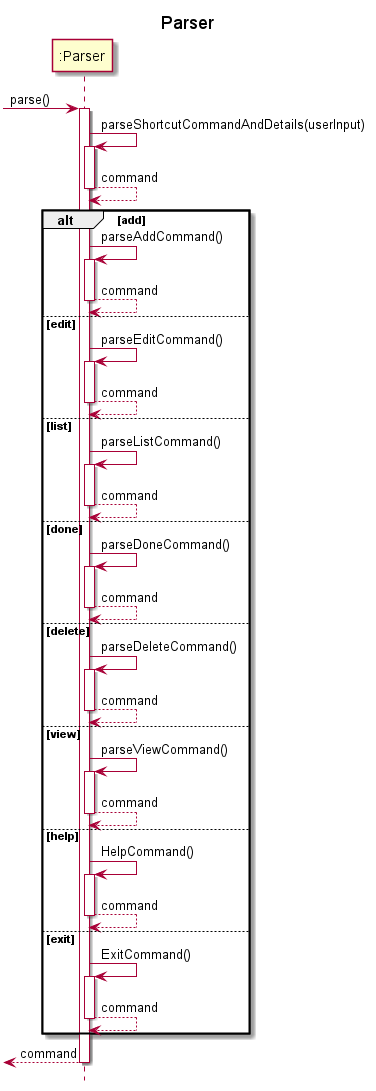 Parser
:Parser
parse()
parseShortcutCommandAndDetails(userInput)
command
alt [add]
parseAddCommand()
command
[edit]
parseEditCommand()
command
[list]
parseListCommand()
command
[done]
parseDoneCommand()
command
[delete]
parseDeleteCommand()
command
[view]
parseViewCommand()
command
[help]
HelpCommand()
command
[exit]
ExitCommand()
command
command